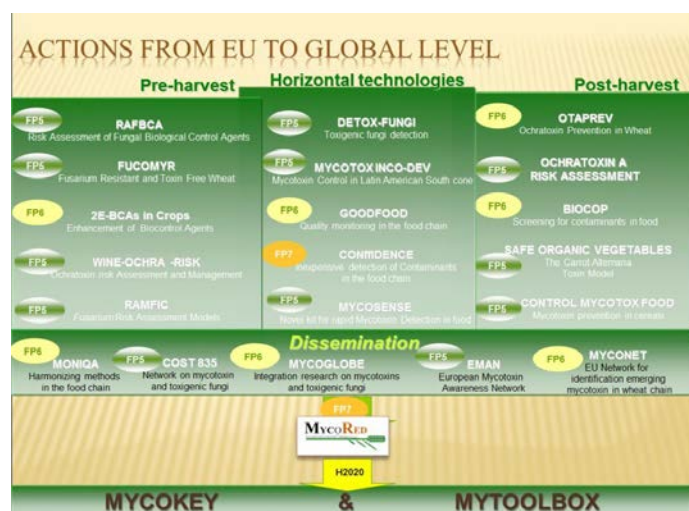 ACTIONS FROM EU TO GLOBAL LEVEL
Pre-harvest
Horizontal technologies
Post-harvest
FP5
RAFBCA
Risk Assessment of Fungal Biological Control Agents
FP5
FUCOMYR
Fusarium Resistant and Toxin Free Wheat
FP6
2E-BCAs in Crops
Enhancement of Biocontrol Agents
FP5
WINE-OCHRA -RISK
Ochratoxin risk Assessment and Management
FP5
RAMFIC
Fusarium Risk Assessment Models
FP5
DETOX-FUNGI
Toxigenic fungi detection
FP5
MYCOTOX INCO-DEV
Mycotoxin Control in Latin American South cone
FP6
GOODFOOD
Quality monitoring in the food chain
FP7
CONffIDENCE
Inexpensive detection of Contaminants
in the food chain
FP5
MYCOSENSE
Novel kit for rapid Mycotoxin Detection in food
FP6
OTAPREV
Ochratoxin Prevention in Wheat
FP5
OCHRATOXIN A
RISK ASSESSMENT
FP6
BIOCOP
Screening for contaminants in food
SAFE ORGANIC VEGETABLES
FP5
The Carrot Alternaria
Toxin Model
FP5
CONTROL MYCOTOX FOOD
Mycotoxin prevention in cereals
Dissemination
FP6
MONIQA
Harmonizing methods
in the food chain
FP5
COST 835
Network on mycotoxin
and toxigenic fungi
FP6
MYCOGLOBE
Integration research on mycotoxins
and toxigenic fungi
FP5
EMAN
European Mycotoxin
Awareness Network
FP6
MYCONET
EU Network for
identification emerging
mycotoxin in wheat chain
FP7
MYCORED
H2020
MYCOKEY
&
MYTOOLBOX